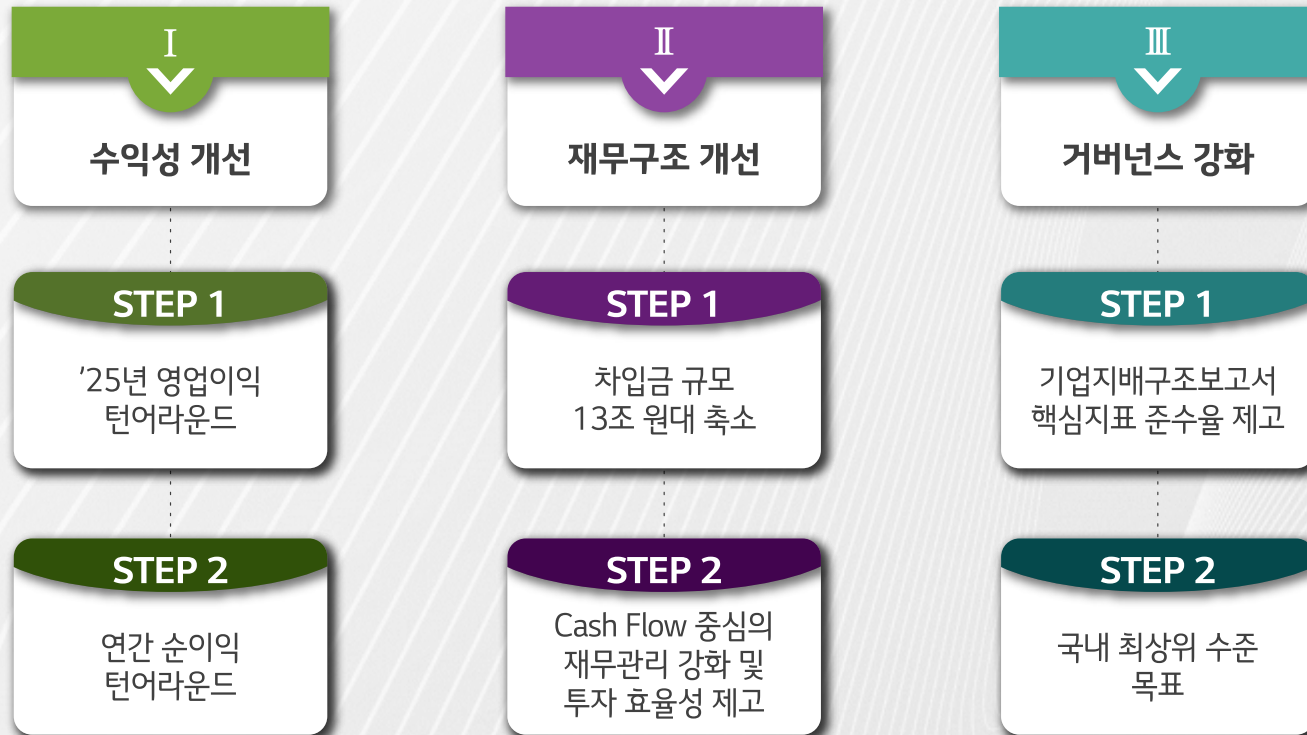 Ⅰ
수익성 개선
STEP 1
’25년 영업이익
턴어라운드
STEP 2
연간 순이익
턴어라운드
Ⅱ
재무구조 개선
STEP 1
차입금 규모
13조 원대 축소
STEP 2
Cash Flow 중심의
재무관리 강화 및
투자 효율성 제고
Ⅲ
거버넌스 강화
STEP 1
기업지배구조보고서
핵심지표 준수율 제고
STEP 2
국내 최상위 수준
목표